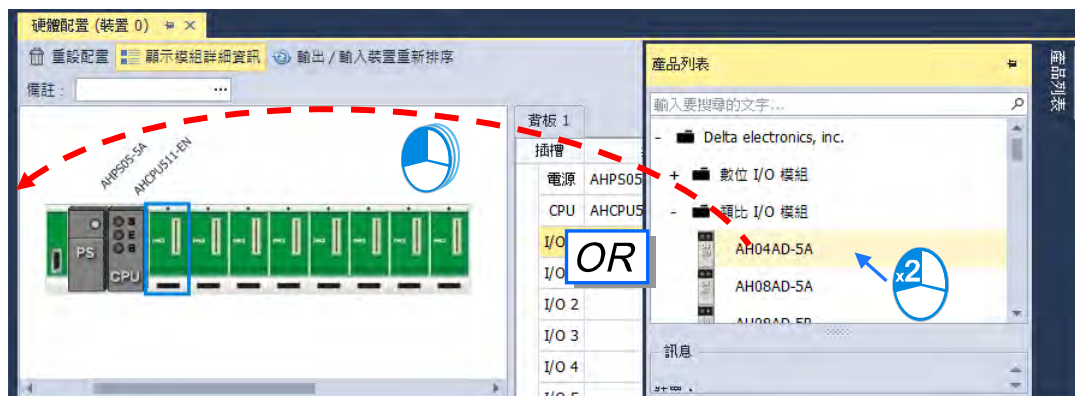 硬體配置 (裝置 0)
重設配置 顯示模組詳細資訊 輸出 / 輸入裝置重新排序
備註：
...
AHPS05-5A
AHCPU511-EN
PS
CPU
背板 1
插槽
電源 AHPS05
CPU AHCPU5
I/O
I/O
I/O 2
I/O 3
I/O 4
OR
產品列表
輸入要搜尋的文字...
- Delta electronics, inc.
+ 數位 I/O 模組
- 類比 I/O 模組
AH04AD-5A
AH08AD-5A
x2
訊息
產品列表